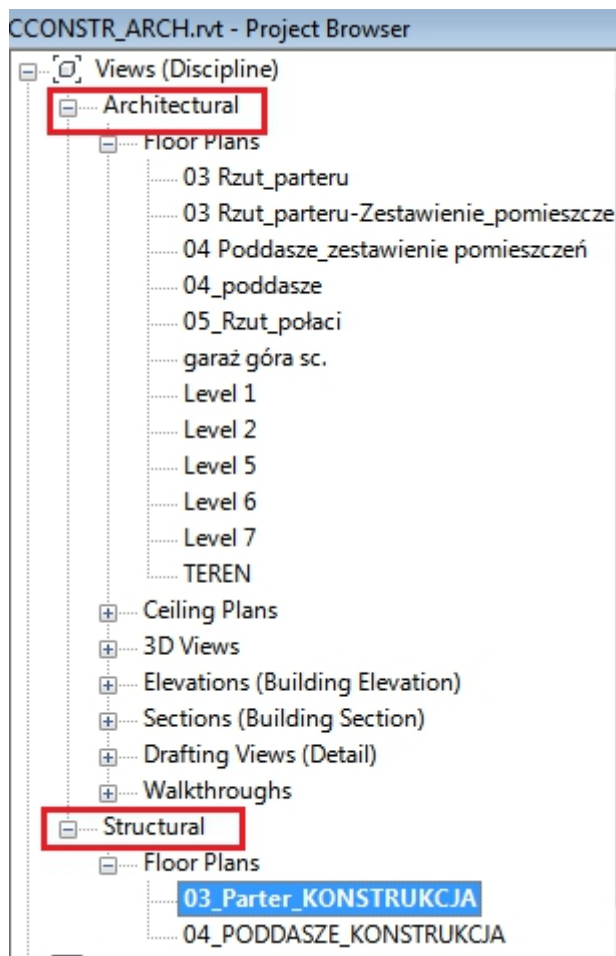 CCONSTR_ARCH.rvt - Project Browser
Views (Discipline)
Architectural
Floor Plans
03 Rzut_parteru
03 Rzut_parteru-Zestawienie_pomieszcze
04 Poddasze_zestawienie pomieszczeń
04_poddasze
05_Rzut_połaci
garaż góra sc.
Level 1
Level 2
Level 5
Level 6
Level 7
TEREN
Ceiling Plans
3D Views
Elevations (Building Elevation)
Sections (Building Section)
Drafting Views (Detail)
Walkthroughs
Structural
Floor Plans
03_Parter_KONSTRUKCJA
04_PODDASZE_KONSTRUKCJA